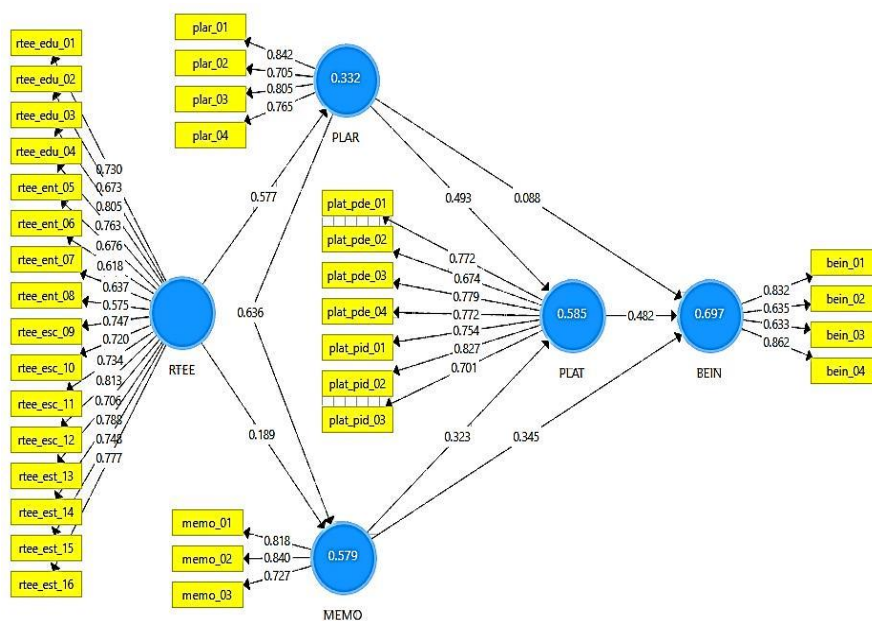 rtee_edu_01
rtee_edu_02
rtee_edu_03
rtee_edu_04
rtee_ent_05
rtee_ent_06
rtee_ent_07
rtee_ent_08
rtee_esc_09
rtee_esc_10
rtee_esc_11
rtee_esc_12
rtee_est_13
rtee_est_14
rtee_est_15
rtee_est_16
0.730
0.673
0.805
0.763
0.676
0.618
0.637
0.575
0.747
0.720
0.734
0.813
0.706
0.788
0.748
0.777
RTEE
plar_01
plar_02
plar_03
plar_04
0.842
0.705
0.805
0.765
0.332
PLAR
0.577
0.636
0.189
0.493
0.088
plat_pde_01
plat_pde_02
plat_pde_03
plat_pde_04
plat_pid_01
plat_pid_02
plat_pid_03
0.772
0.674
0.779
0.772
0.754
0.827
0.701
0.585
PLAT
0.482
0.323
0.345
memo_01
memo_02
memo_03
0.818
0.840
0.727
0.579
MEMO
0.697
BEIN
0.832
0.635
0.633
0.862
bein_01
bein_02
bein_03
bein_04